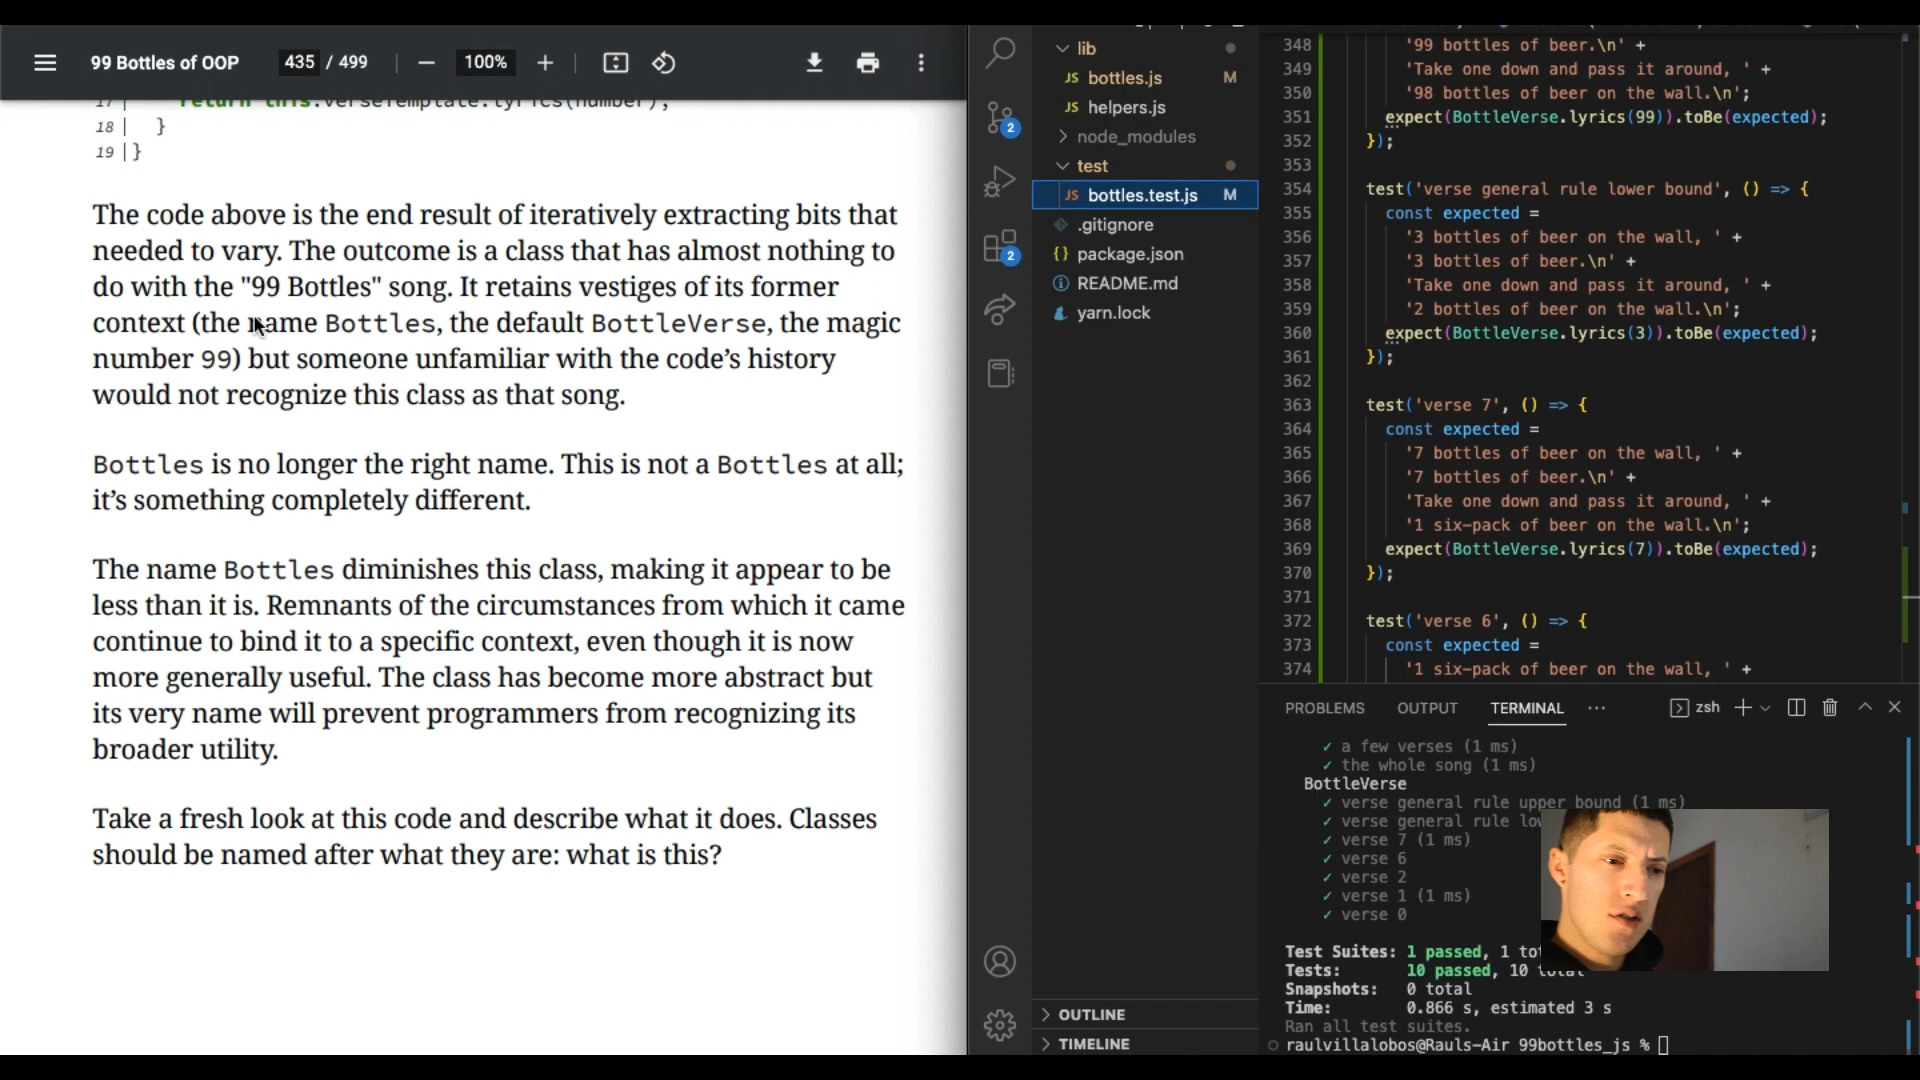 99 Bottles of OOP
435 / 499
100%
17| return this.verseTemplate.lyrics(number);
18| }
19|}
The code above is the end result of iteratively extracting bits that
needed to vary. The outcome is a class that has almost nothing to
do with the "99 Bottles" song. It retains vestiges of its former
context (the name Bottles, the default BottleVerse, the magic
number 99) but someone unfamiliar with the code’s history
would not recognize this class as that song.
Bottles is no longer the right name. This is not a Bottles at all;
it’s something completely different.
The name Bottles diminishes this class, making it appear to be
less than it is. Remnants of the circumstances from which it came
continue to bind it to a specific context, even though it is now
more generally useful. The class has become more abstract but
its very name will prevent programmers from recognizing its
broader utility.
Take a fresh look at this code and describe what it does. Classes
should be named after what they are: what is this?
2
2
lib
JS bottles.js M
JS helpers.js
node_modules
test
JS bottles.test.js M
.gitignore
{} package.json
README.md
yarn.lock
OUTLINE
TIMELINE
348 '99 bottles of beer.\n' +
349 'Take one down and pass it around, ' +
350 '98 bottles of beer on the wall.\n';
351 expect(BottleVerse.lyrics(99)).toBe(expected);
352 });
353
354 test('verse general rule lower bound', () => {
355 const expected =
356 '3 bottles of beer on the wall, ' +
357 '3 bottles of beer.\n' +
358 'Take one down and pass it around, ' +
359 '2 bottles of beer on the wall.\n';
360 expect(BottleVerse.lyrics(3)).toBe(expected);
361 });
362
363 test('verse 7', () => {
364 const expected =
365 '7 bottles of beer on the wall, ' +
366 '7 bottles of beer.\n' +
367 'Take one down and pass it around, ' +
368 '1 six-pack of beer on the wall.\n';
369 expect(BottleVerse.lyrics(7)).toBe(expected);
370 });
371
372 test('verse 6', () => {
373 const expected =
374 '1 six-pack of beer on the wall, ' +
PROBLEMS OUTPUT TERMINAL ··· zsh
✓ a few verses (1 ms)
✓ the whole song (1 ms)
BottleVerse
✓ verse general rule upper bound (1 ms)
✓ verse general rule
✓ verse 7 (1 ms)
✓ verse 6
✓ verse 2
✓ verse 1 (1 ms)
✓ verse 0
Test Suites: 1 passed, 1
Tests: 10 passed, 10 total
Snapshots: 0 total
Time: 0.866 s, estimated 3 s
Ran all test suites.
raulvillalobos@Rauls-Air 99bottles_js %